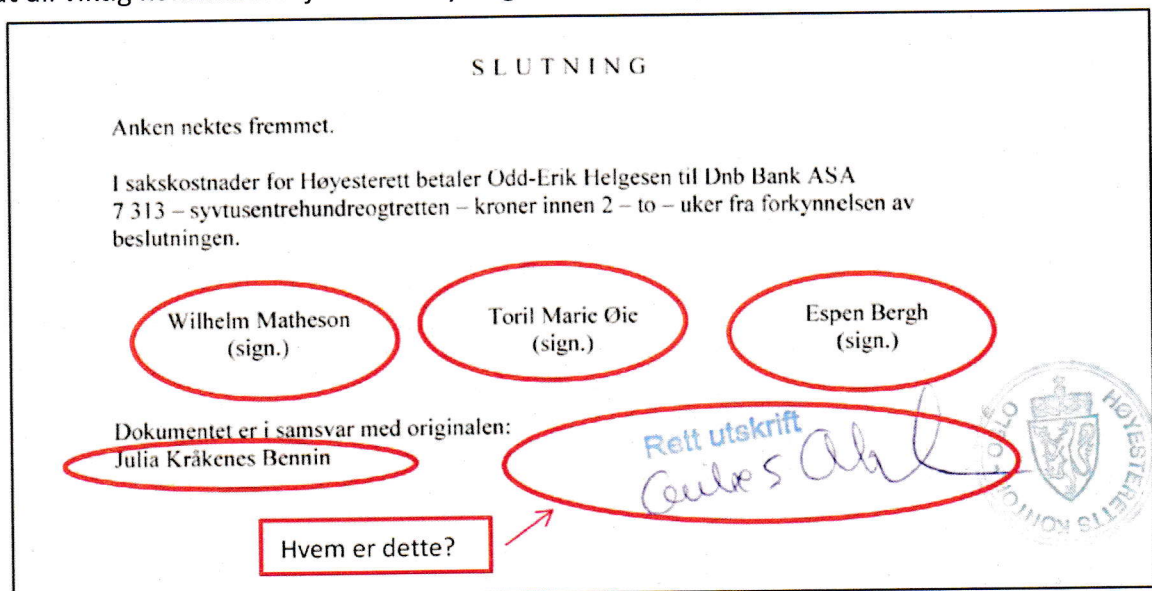 SLUTNING
Anken nektes fremmet.
I sakskostnader for Høyesterett betaler Odd-Erik Helgesen til Dnb Bank ASA
7 313 – syvtusentrehundreogtretten – kroner innen 2 – to – uker fra forkynnelsen av
beslutningen.
Wilhelm Matheson
(sign.)
Toril Marie Øie
(sign.)
Espen Bergh
(sign.)
Dokumentet er i samsvar med originalen:
Julia Kråkenes Bennin
Rett utskrift
HØYESTERETTS KONTOR OSLO
Hvem er dette?